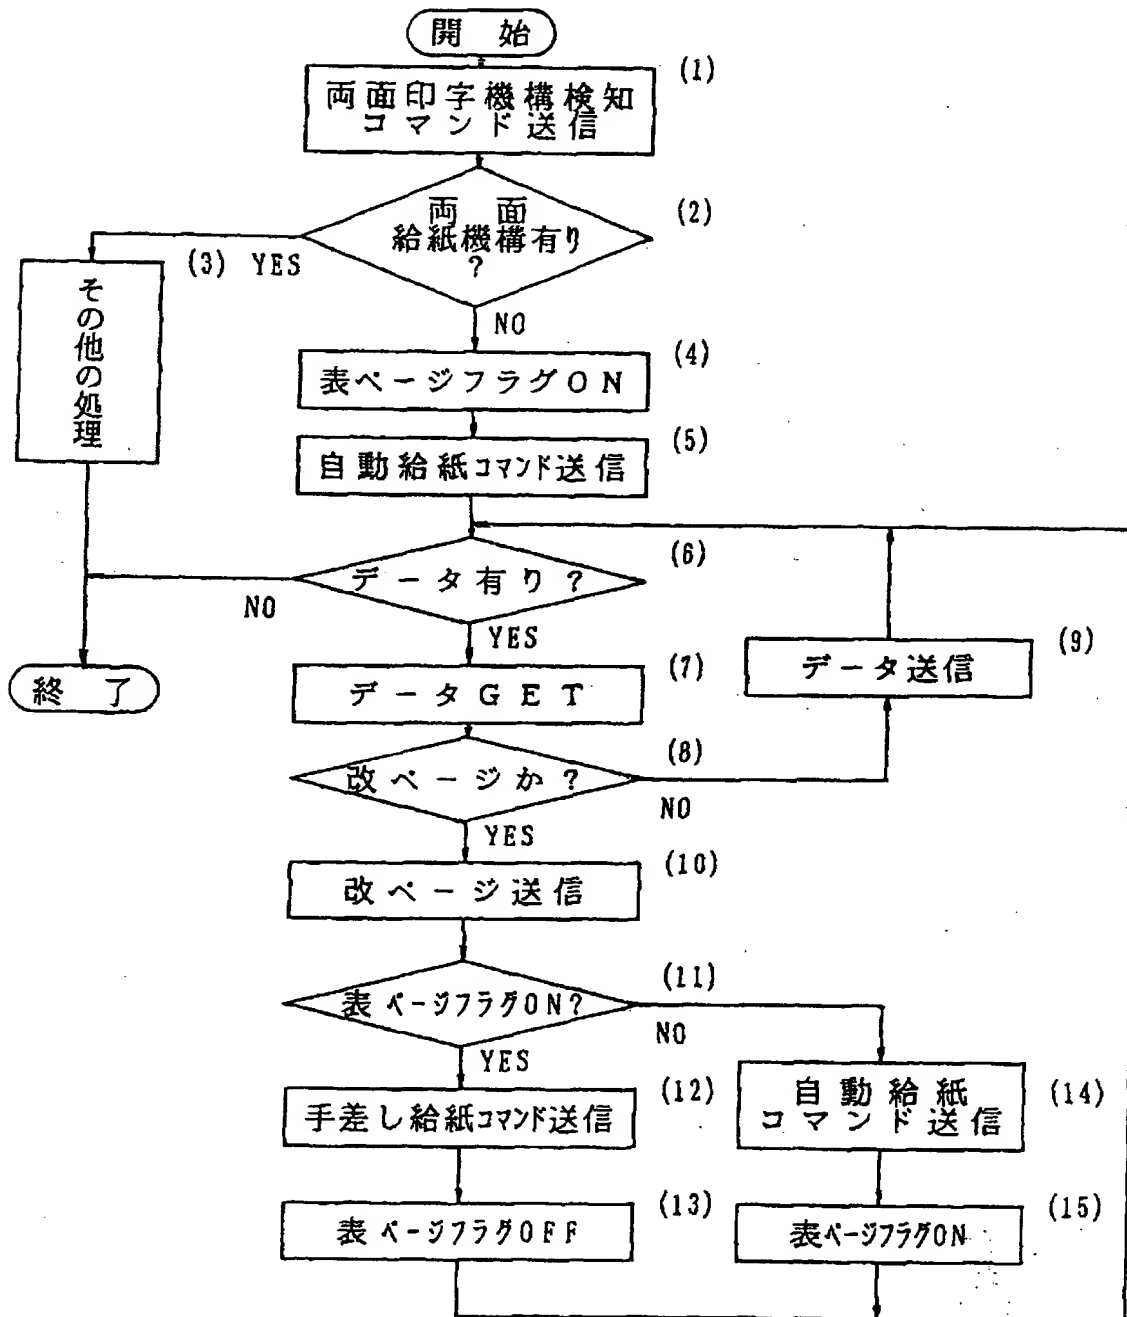 開始
(1)
両面印字機構検知
コマンド送信
(2)
両面
給紙機構有り
?
(3) YES
その他の処理
NO
(4)
表ページフラグON
(5)
自動給紙コマンド送信
(6)
データ有り?
NO
YES
終了
(7)
データGET
(9)
データ送信
(8)
改ページか?
NO
YES
(10)
改ページ送信
(11)
表ページフラグON?
NO
YES
(12)
手差し給紙コマンド送信
(14)
自動給紙
コマンド送信
(13)
表ページフラグOFF
(15)
表ページフラグON